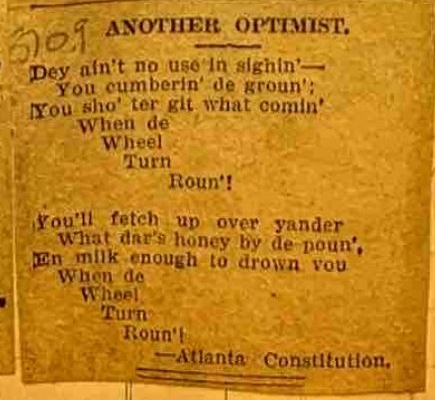 5709
ANOTHER OPTIMIST.
Dey ain't no use in sighin'—
You cumberin' de groun';
You sho' ter git what comin'
When de
Wheel
Turn
Roun'!
You'll fetch up over yander
What dar's honey by de poun',
En milk enough to drown you
When de
Wheel
Turn
Roun'!
—Atlanta Constitution.